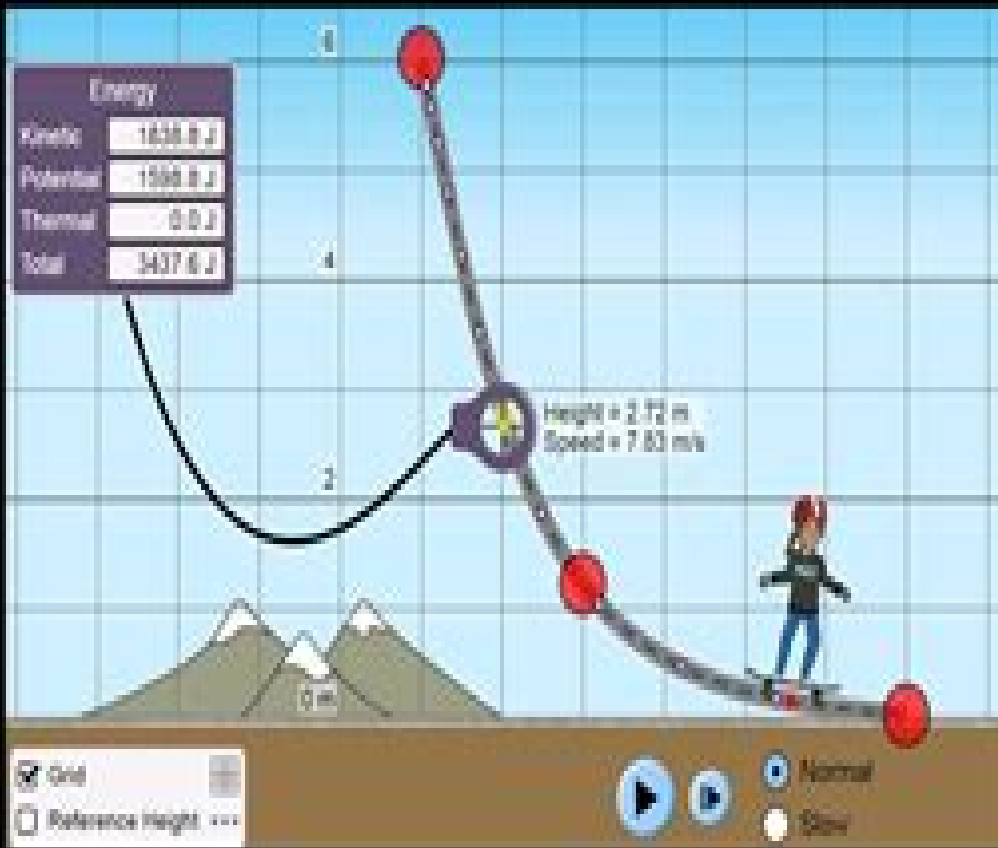 6
Energy
Kinetic 1838.8 J
Potential 1598.8 J
Thermal 0.0 J
Total 3437.6 J
4
Height = 2.72 m
Speed = 7.83 m/s
2
0 m
Grid
Normal
Reference Height
Slow